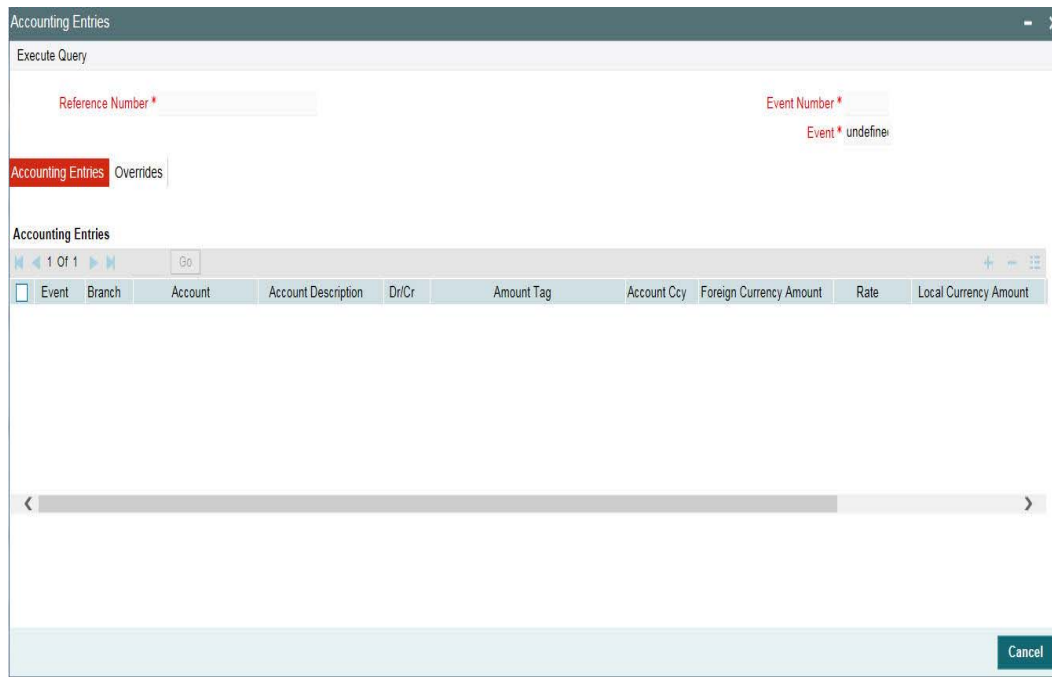 Accounting Entries
Execute Query
Reference Number *
Event Number *
Event * undefine
Accounting Entries Overrides
Accounting Entries
1 Of 1 Go
Event Branch Account Account Description Dr/Cr Amount Tag Account Ccy Foreign Currency Amount Rate Local Currency Amount
Cancel